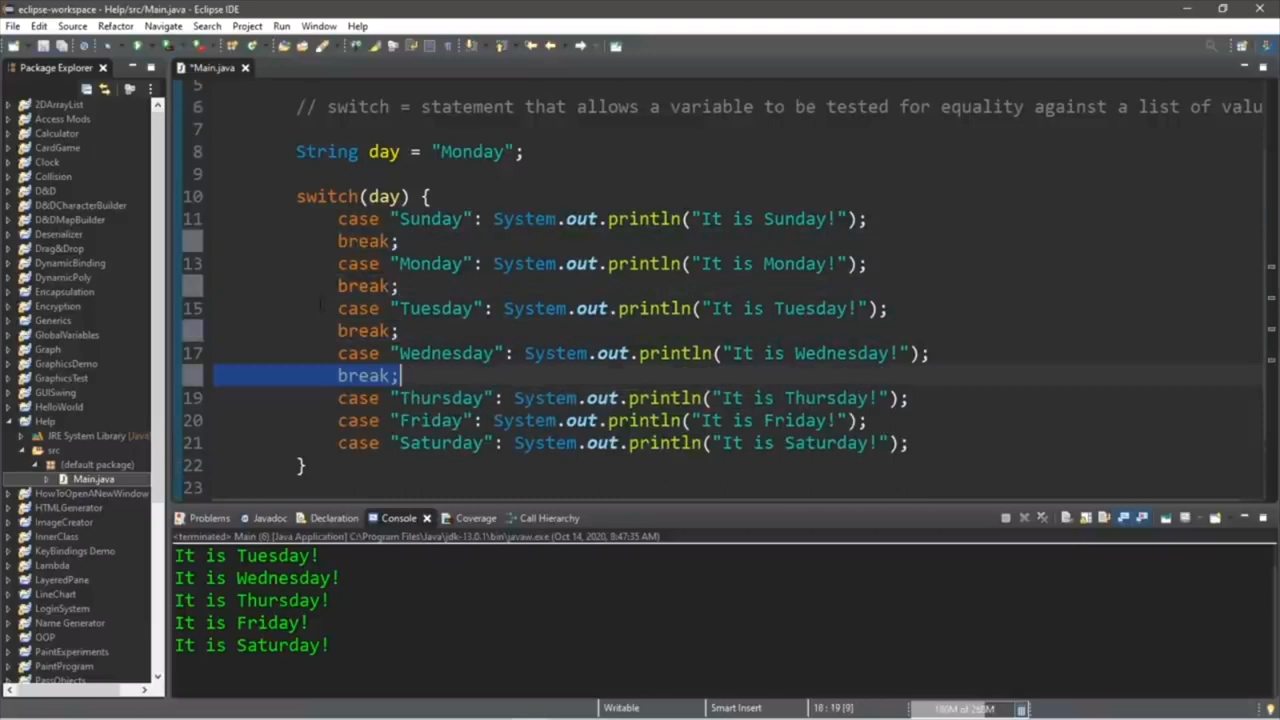 eclipse-workspace - Help/src/Main.java - Eclipse IDE
File Edit Source Refactor Navigate Search Project Run Window Help
Package Explorer
*Main.java
2DArrayList
Access Mods
Calculator
CardGame
Clock
Collision
D&D
D&DCharacterBuilder
D&DMapBuilder
Deserializer
Drag&Drop
DynamicBinding
DynamicPoly
Encapsulation
Encryption
Generics
GlobalVariables
Graph
GraphicsDemo
GraphicsTest
GUISwing
HelloWorld
Help
JRE System Library [Java
src
(default package)
Main.java
HowToOpenANewWindow
HTMLGenerator
ImageCreator
InnerClass
KeyBindings Demo
Lambda
LayeredPane
LineChart
LoginSystem
Name Generator
OOP
PaintExperiments
PaintProgram
PassObjects
5
6 // switch = statement that allows a variable to be tested for equality against a list of valu
7
8 String day = "Monday";
9
10 switch(day) {
11 case "Sunday": System.out.println("It is Sunday!");
break;
13 case "Monday": System.out.println("It is Monday!");
break;
15 case "Tuesday": System.out.println("It is Tuesday!");
break;
17 case "Wednesday": System.out.println("It is Wednesday!");
break;
19 case "Thursday": System.out.println("It is Thursday!");
20 case "Friday": System.out.println("It is Friday!");
21 case "Saturday": System.out.println("It is Saturday!");
22 }
23
Problems Javadoc Declaration Console Coverage Call Hierarchy
<terminated> Main (6) [Java Application] C:\Program Files\Java\jdk-13.0.1\bin\javaw.exe (Oct 14, 2020, 8:47:35 AM)
It is Tuesday!
It is Wednesday!
It is Thursday!
It is Friday!
It is Saturday!
Writable Smart Insert 18 : 19 [9]